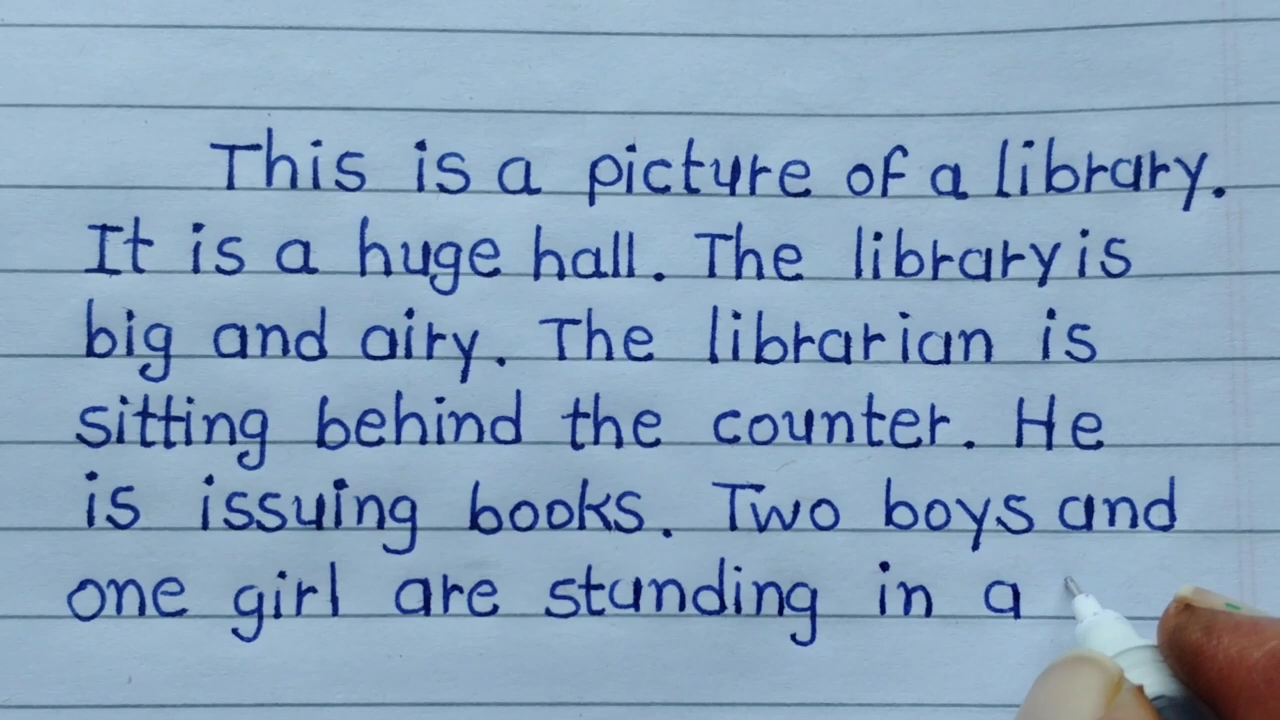 This is a picture of a library.
It is a huge hall. The library is
big and airy. The librarian is
sitting behind the counter. He
is issuing books. Two boys and
one girl are standing in a